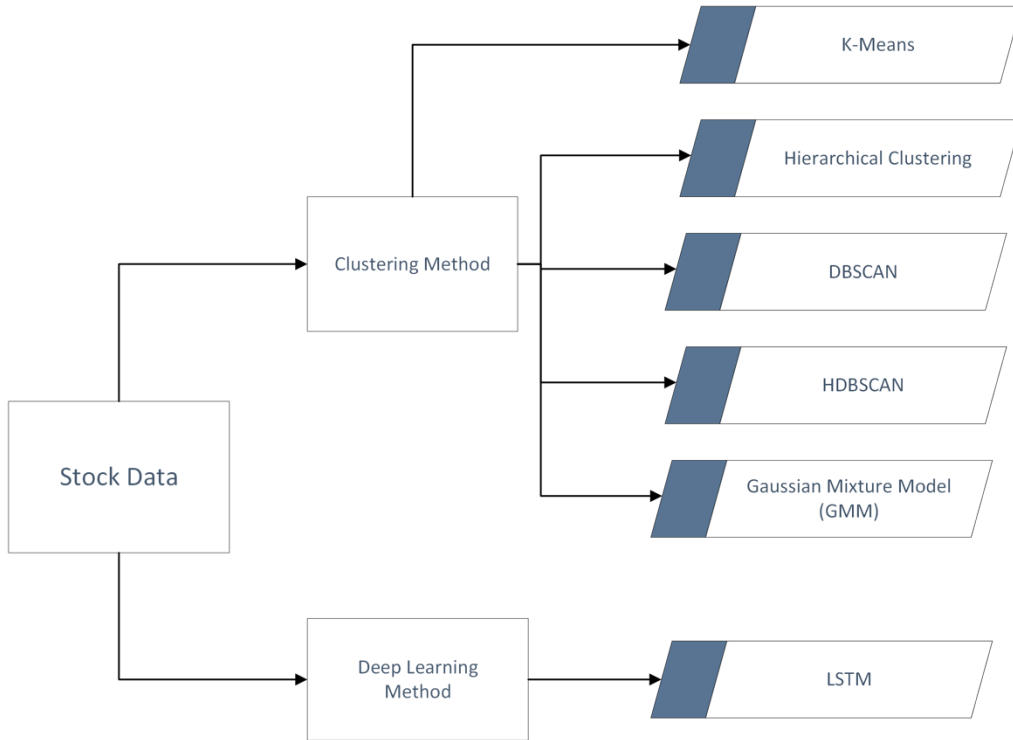 K-Means
Hierarchical Clustering
Clustering Method
DBSCAN
HDBSCAN
Stock Data
Gaussian Mixture Model
(GMM)
Deep Learning
Method
LSTM